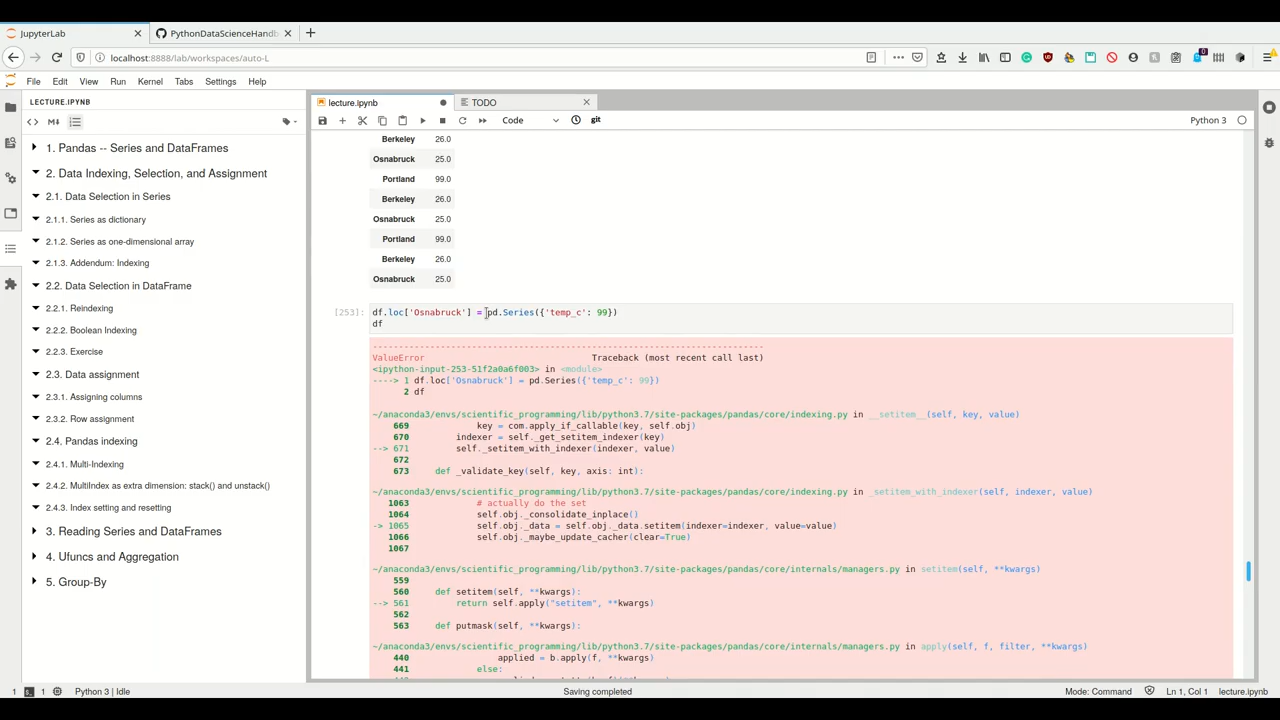 JupyterLab
PythonDataScienceHandb
localhost:8888/lab/workspaces/auto-L
File Edit View Run Kernel Tabs Settings Help
LECTURE.IPYNB
1. Pandas -- Series and DataFrames
2. Data Indexing, Selection, and Assignment
2.1. Data Selection in Series
2.1.1. Series as dictionary
2.1.2. Series as one-dimensional array
2.1.3. Addendum: Indexing
2.2. Data Selection in DataFrame
2.2.1. Reindexing
2.2.2. Boolean Indexing
2.2.3. Exercise
2.3. Data assignment
2.3.1. Assigning columns
2.3.2. Row assignment
2.4. Pandas indexing
2.4.1. Multi-Indexing
2.4.2. MultiIndex as extra dimension: stack() and unstack()
2.4.3. Index setting and resetting
3. Reading Series and DataFrames
4. Ufuncs and Aggregation
5. Group-By
lecture.ipynb
TODO
Code
git
Python 3
Berkeley 26.0
Osnabruck 25.0
Portland 99.0
Berkeley 26.0
Osnabruck 25.0
Portland 99.0
Berkeley 26.0
Osnabruck 25.0
[253]: df.loc['Osnabruck'] = pd.Series({'temp_c': 99})
df
---------------------------------------------------------------------------
ValueError Traceback (most recent call last)
<ipython-input-253-51f2a0a6f003> in <module>
----> 1 df.loc['Osnabruck'] = pd.Series({'temp_c': 99})
2 df
~/anaconda3/envs/scientific_programming/lib/python3.7/site-packages/pandas/core/indexing.py in __setitem__(self, key, value)
669 key = com.apply_if_callable(key, self.obj)
670 indexer = self._get_setitem_indexer(key)
--> 671 self._setitem_with_indexer(indexer, value)
672
673 def _validate_key(self, key, axis: int):
~/anaconda3/envs/scientific_programming/lib/python3.7/site-packages/pandas/core/indexing.py in _setitem_with_indexer(self, indexer, value)
1063 # actually do the set
1064 self.obj._consolidate_inplace()
-> 1065 self.obj._data = self.obj._data.setitem(indexer=indexer, value=value)
1066 self.obj._maybe_update_cacher(clear=True)
1067
~/anaconda3/envs/scientific_programming/lib/python3.7/site-packages/pandas/core/internals/managers.py in setitem(self, **kwargs)
559
560 def setitem(self, **kwargs):
--> 561 return self.apply("setitem", **kwargs)
562
563 def putmask(self, **kwargs):
~/anaconda3/envs/scientific_programming/lib/python3.7/site-packages/pandas/core/internals/managers.py in apply(self, f, filter, **kwargs)
440 applied = b.apply(f, **kwargs)
441 else:
1 1 Python 3 | Idle
Saving completed
Mode: Command
Ln 1, Col 1
lecture.ipynb